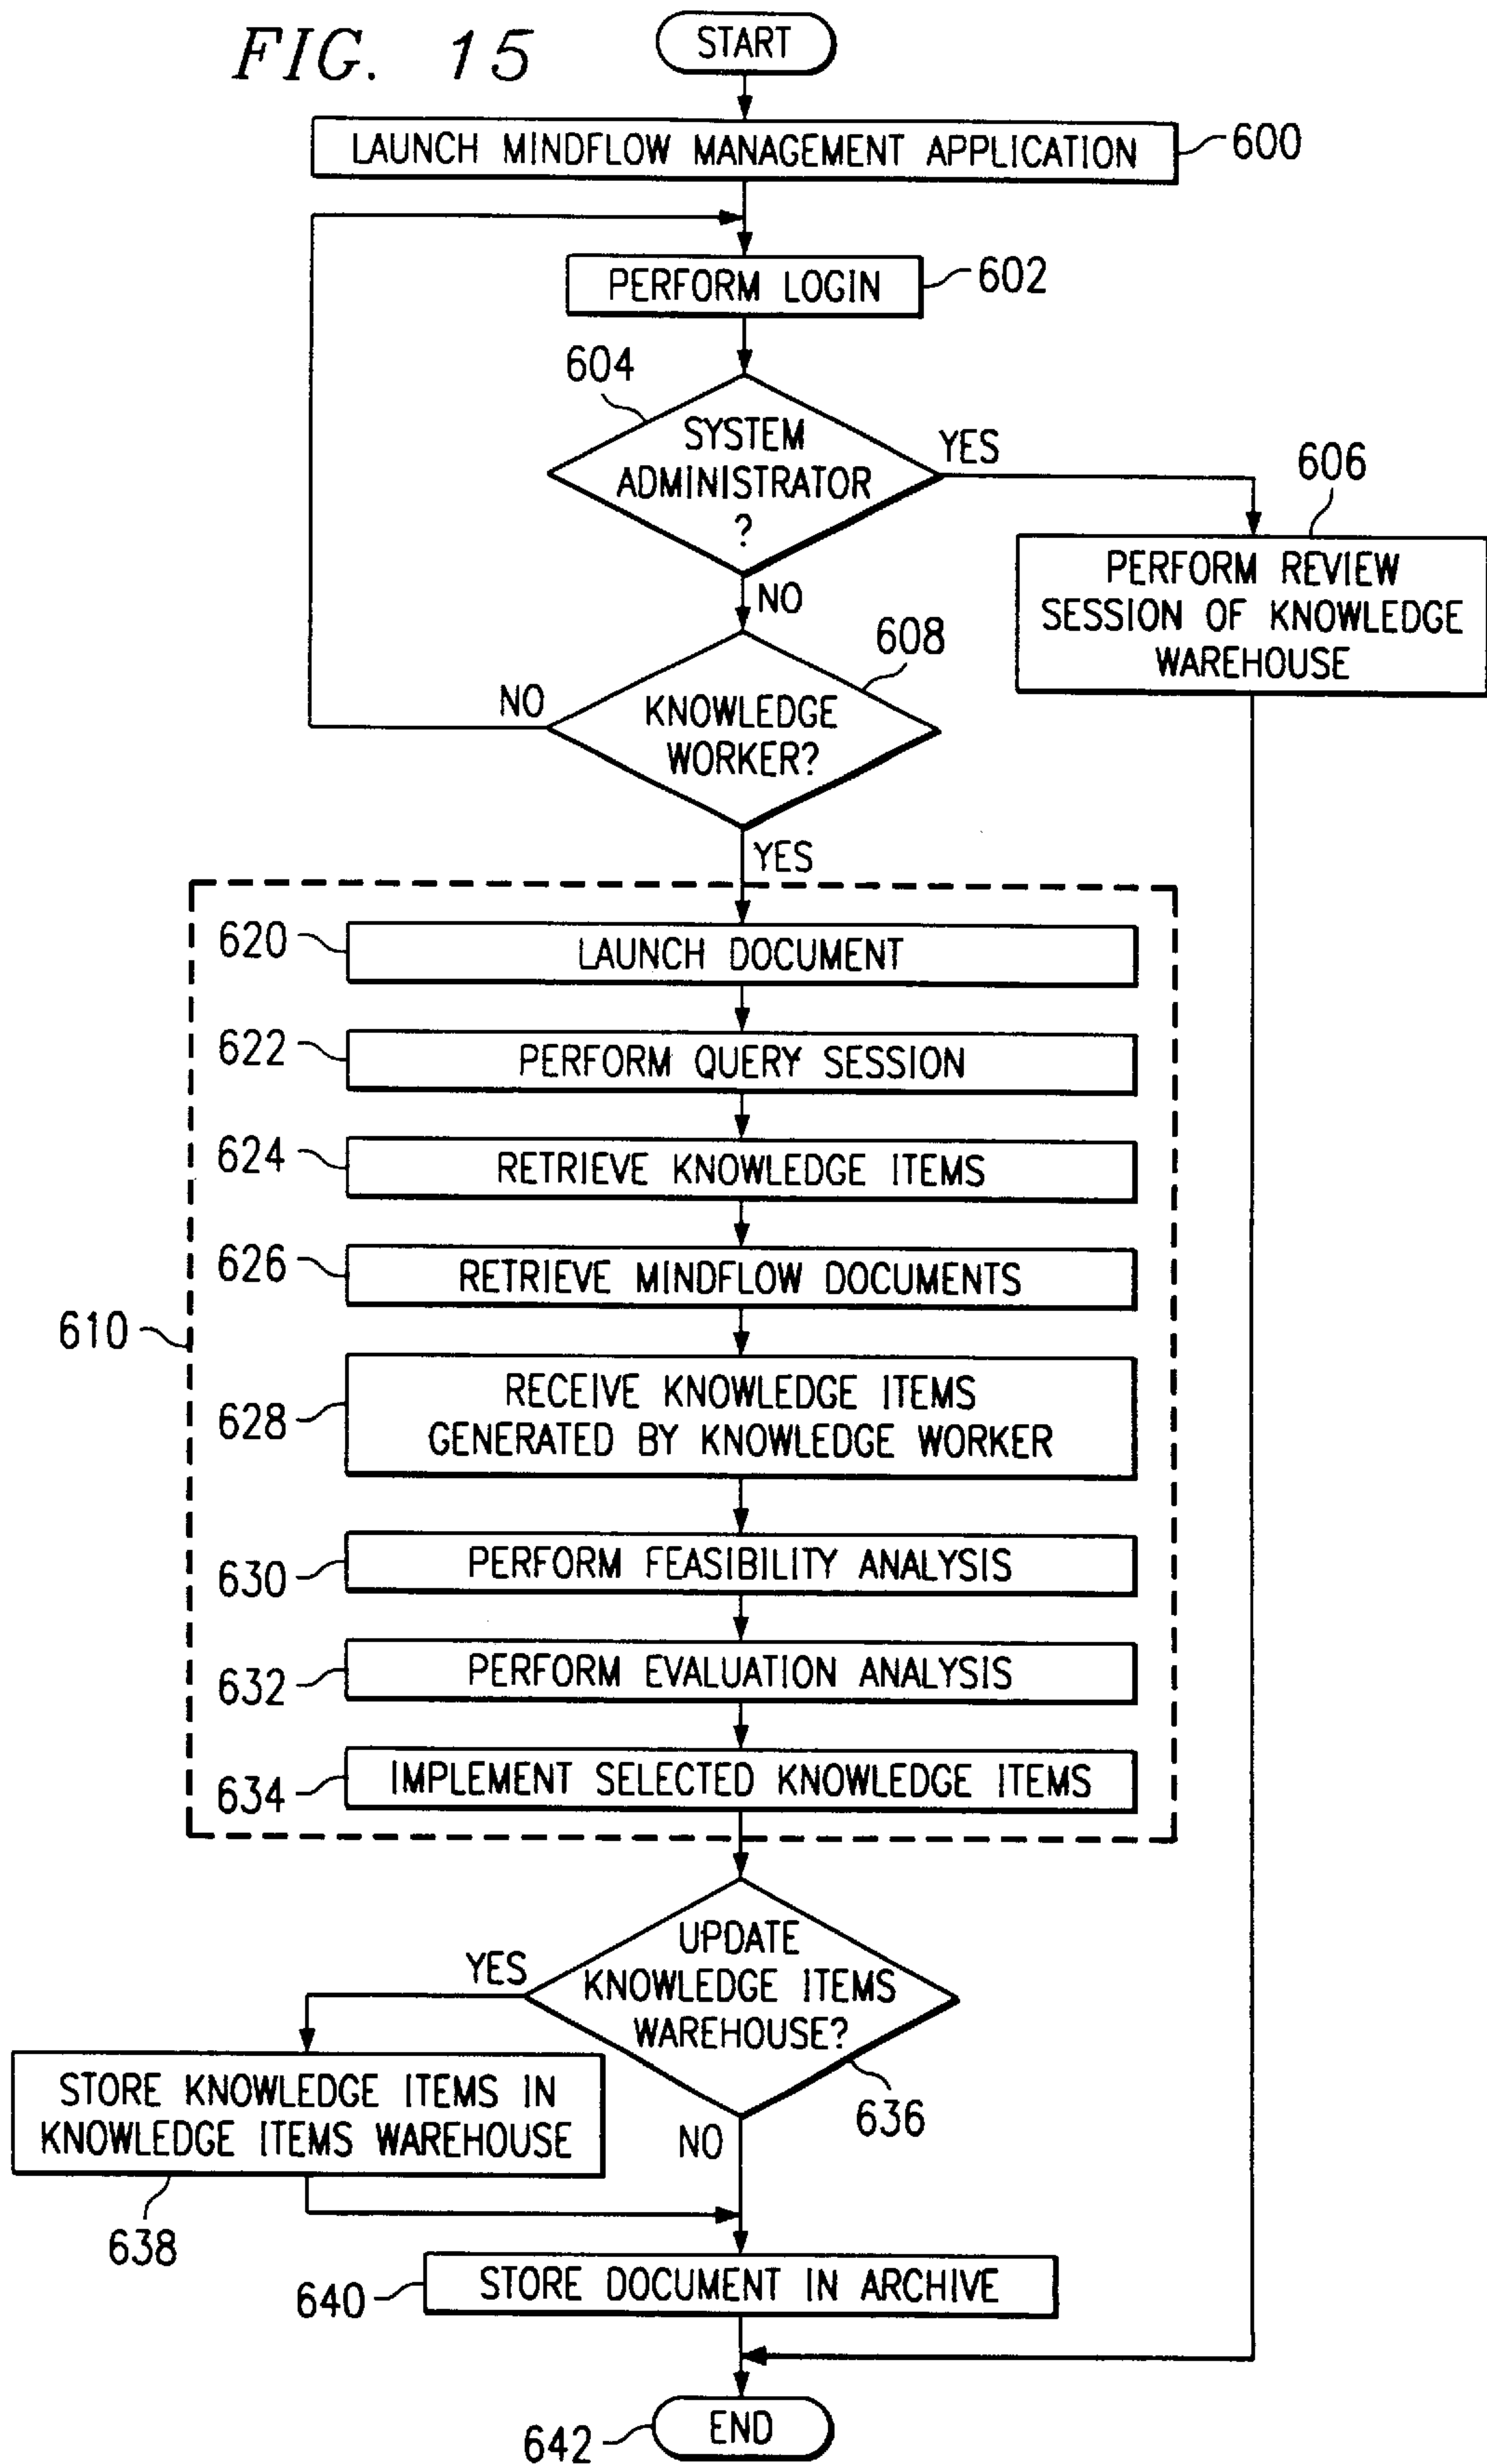 FIG. 15
START
LAUNCH MINDFLOW MANAGEMENT APPLICATION
600
PERFORM LOGIN
602
604
SYSTEM
ADMINISTRATOR
?
YES
NO
606
PERFORM REVIEW
SESSION OF KNOWLEDGE
WAREHOUSE
608
KNOWLEDGE
WORKER?
NO
YES
610
620
LAUNCH DOCUMENT
622
PERFORM QUERY SESSION
624
RETRIEVE KNOWLEDGE ITEMS
626
RETRIEVE MINDFLOW DOCUMENTS
628
RECEIVE KNOWLEDGE ITEMS
GENERATED BY KNOWLEDGE WORKER
630
PERFORM FEASIBILITY ANALYSIS
632
PERFORM EVALUATION ANALYSIS
634
IMPLEMENT SELECTED KNOWLEDGE ITEMS
UPDATE
KNOWLEDGE ITEMS
WAREHOUSE?
636
YES
NO
STORE KNOWLEDGE ITEMS IN
KNOWLEDGE ITEMS WAREHOUSE
638
STORE DOCUMENT IN ARCHIVE
640
END
642